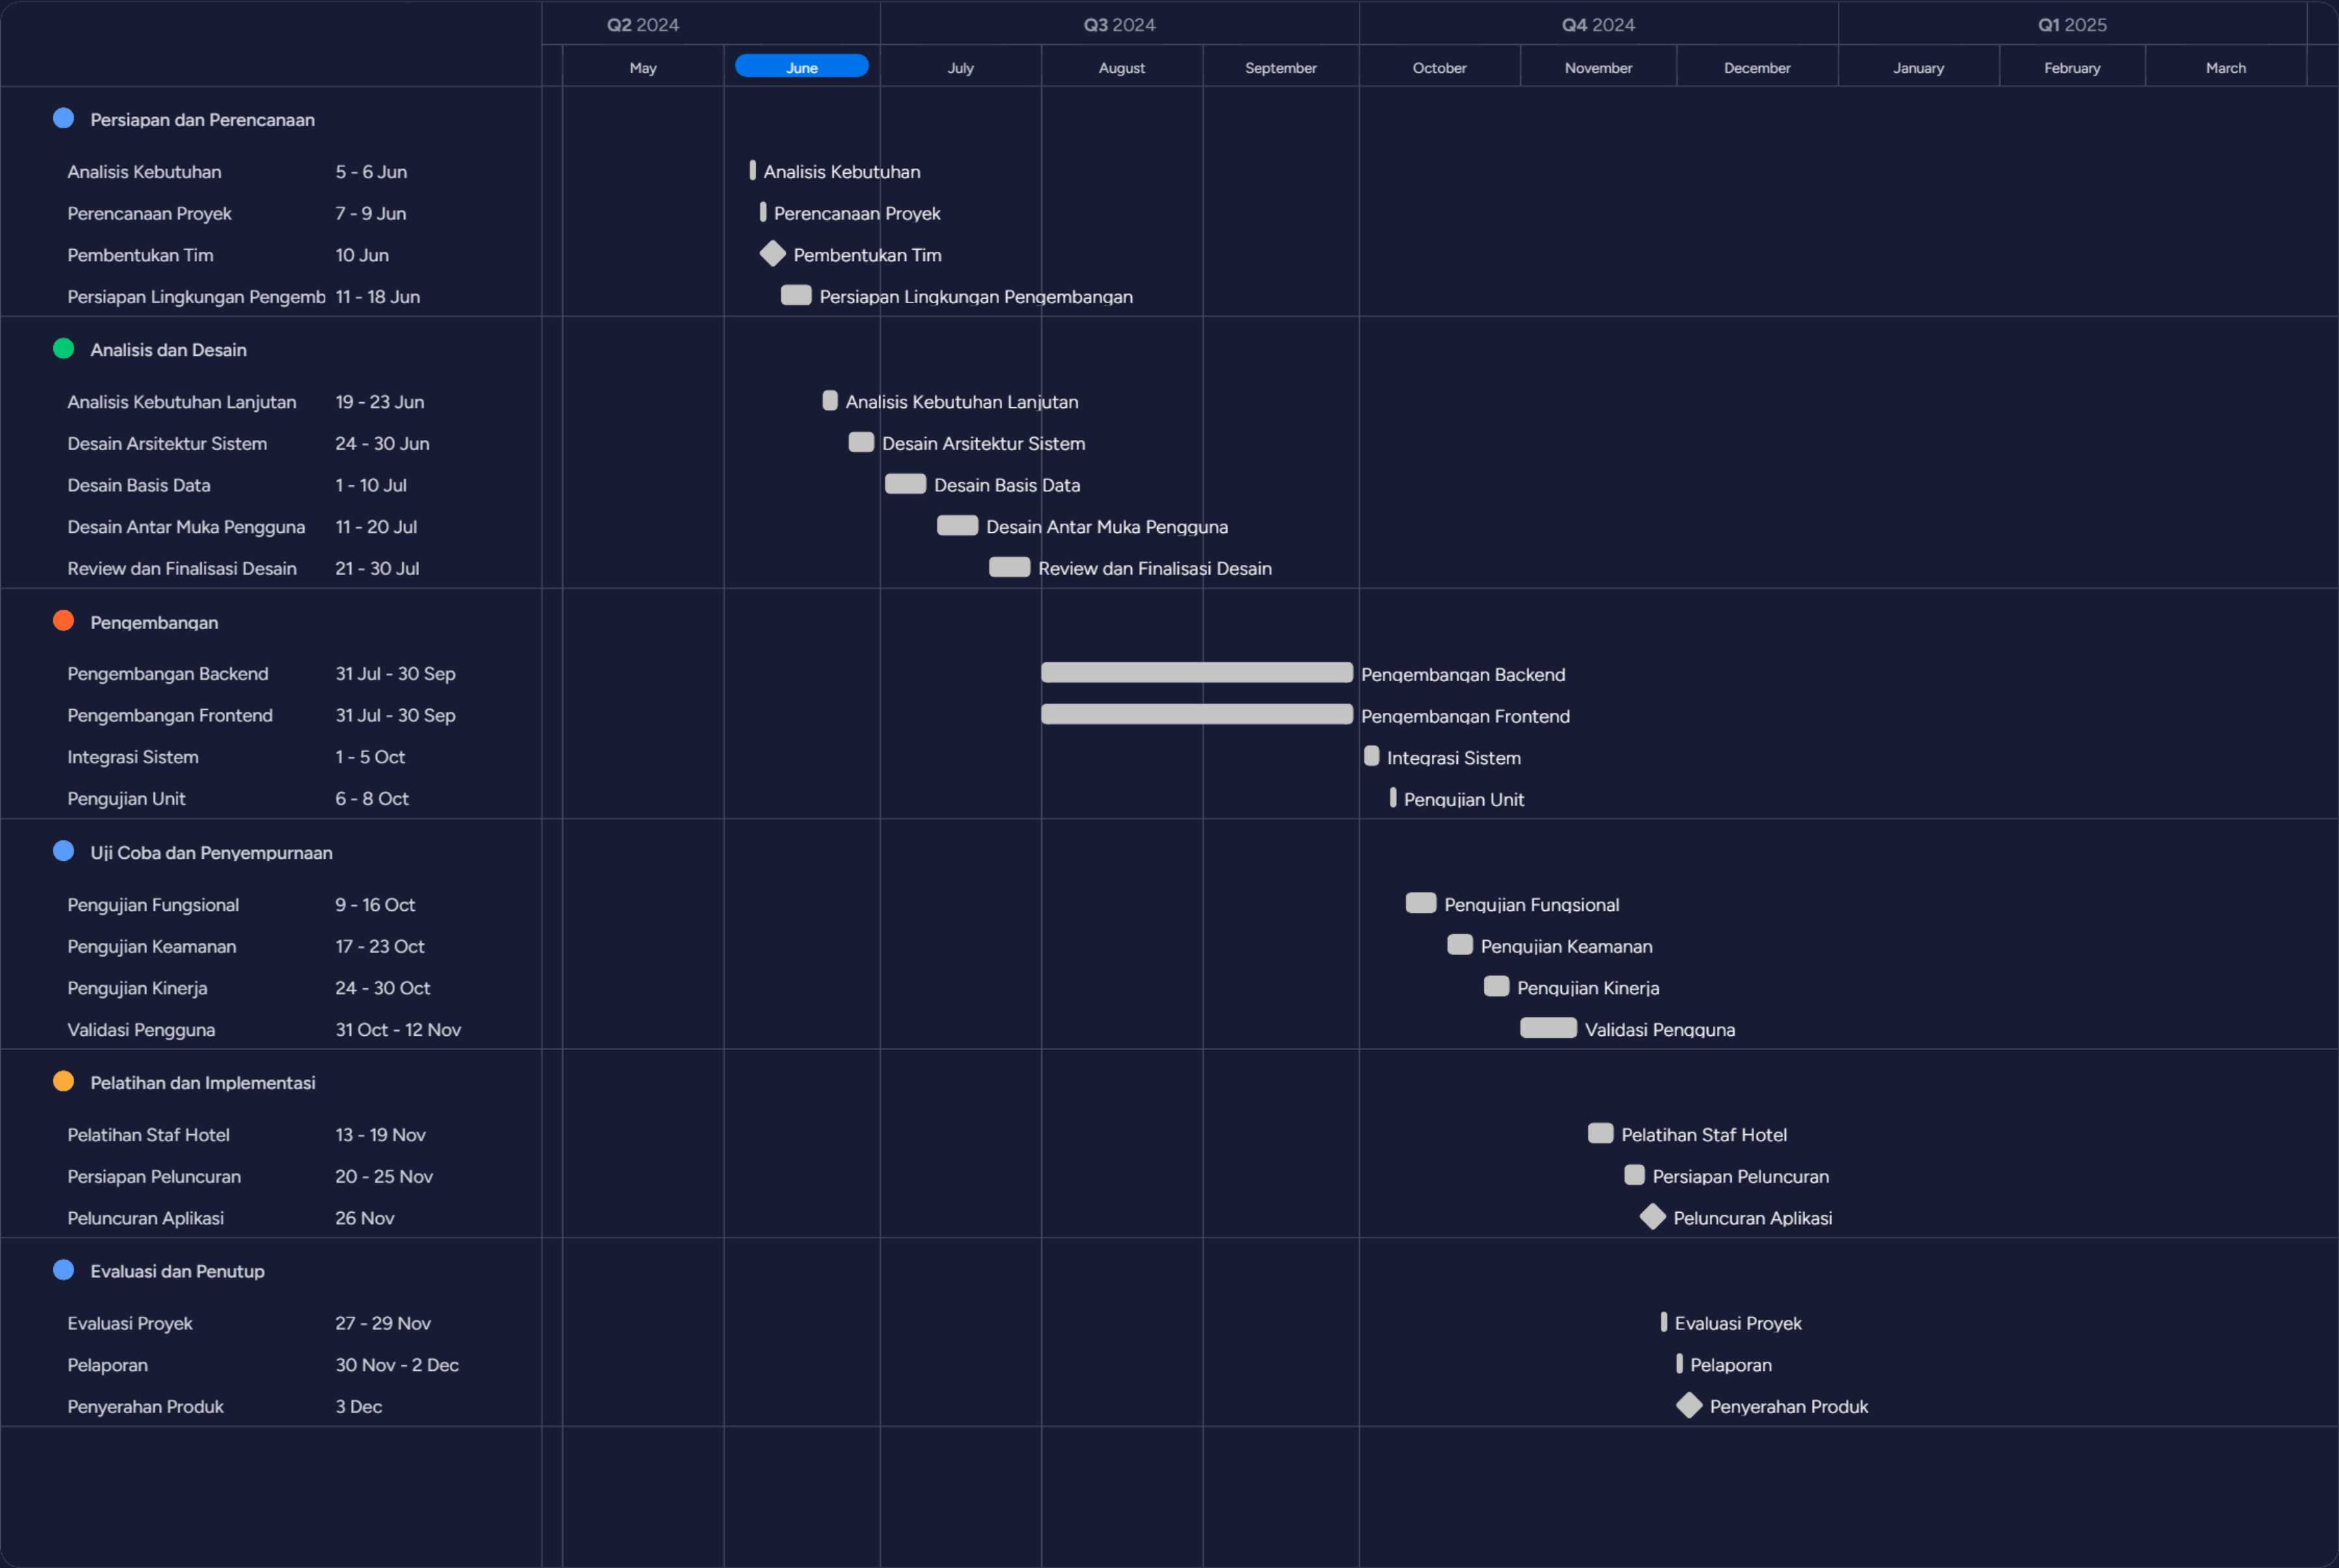 Q2 2024 Q3 2024 Q4 2024 Q1 2025
May June July August September October November December January February March
Persiapan dan Perencanaan
Analisis Kebutuhan 5 - 6 Jun Analisis Kebutuhan
Perencanaan Proyek 7 - 9 Jun Perencanaan Proyek
Pembentukan Tim 10 Jun Pembentukan Tim
Persiapan Lingkungan Pengemb 11 - 18 Jun Persiapan Lingkungan Pengembangan
Analisis dan Desain
Analisis Kebutuhan Lanjutan 19 - 23 Jun Analisis Kebutuhan Lanjutan
Desain Arsitektur Sistem 24 - 30 Jun Desain Arsitektur Sistem
Desain Basis Data 1 - 10 Jul Desain Basis Data
Desain Antar Muka Pengguna 11 - 20 Jul Desain Antar Muka Pengguna
Review dan Finalisasi Desain 21 - 30 Jul Review dan Finalisasi Desain
Pengembangan
Pengembangan Backend 31 Jul - 30 Sep Pengembangan Backend
Pengembangan Frontend 31 Jul - 30 Sep Pengembangan Frontend
Integrasi Sistem 1 - 5 Oct Integrasi Sistem
Pengujian Unit 6 - 8 Oct Pengujian Unit
Uji Coba dan Penyempurnaan
Pengujian Fungsional 9 - 16 Oct Pengujian Fungsional
Pengujian Keamanan 17 - 23 Oct Pengujian Keamanan
Pengujian Kinerja 24 - 30 Oct Pengujian Kinerja
Validasi Pengguna 31 Oct - 12 Nov Validasi Pengguna
Pelatihan dan Implementasi
Pelatihan Staf Hotel 13 - 19 Nov Pelatihan Staf Hotel
Persiapan Peluncuran 20 - 25 Nov Persiapan Peluncuran
Peluncuran Aplikasi 26 Nov Peluncuran Aplikasi
Evaluasi dan Penutup
Evaluasi Proyek 27 - 29 Nov Evaluasi Proyek
Pelaporan 30 Nov - 2 Dec Pelaporan
Penyerahan Produk 3 Dec Penyerahan Produk